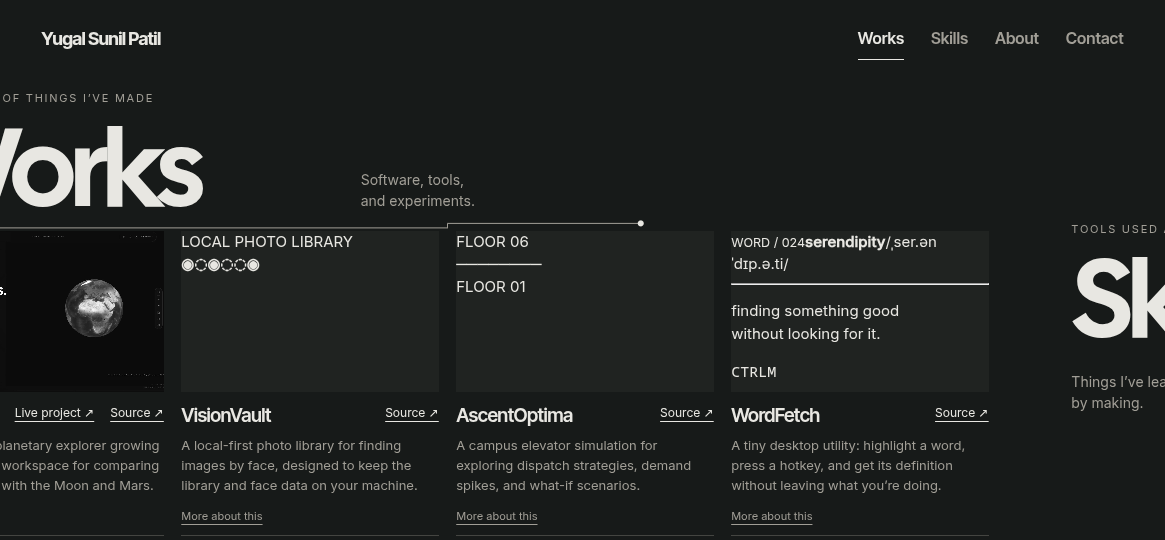 Yugal Sunil Patil
Works Skills About Contact
OF THINGS I'VE MADE
Works
Software, tools,
and experiments.
s.
Live project ↗ Source ↗
planetary explorer growing
workspace for comparing
with the Moon and Mars.
LOCAL PHOTO LIBRARY
VisionVault Source ↗
A local-first photo library for finding
images by face, designed to keep the
library and face data on your machine.
More about this
FLOOR 06
FLOOR 01
AscentOptima Source ↗
A campus elevator simulation for
exploring dispatch strategies, demand
spikes, and what-if scenarios.
More about this
WORD / 024serendipity/ˌser.ən
ˈdɪp.ə.ti/
finding something good
without looking for it.
CTRLM
WordFetch Source ↗
A tiny desktop utility: highlight a word,
press a hotkey, and get its definition
without leaving what you're doing.
More about this
TOOLS USED
Sk
Things I've lea
by making.